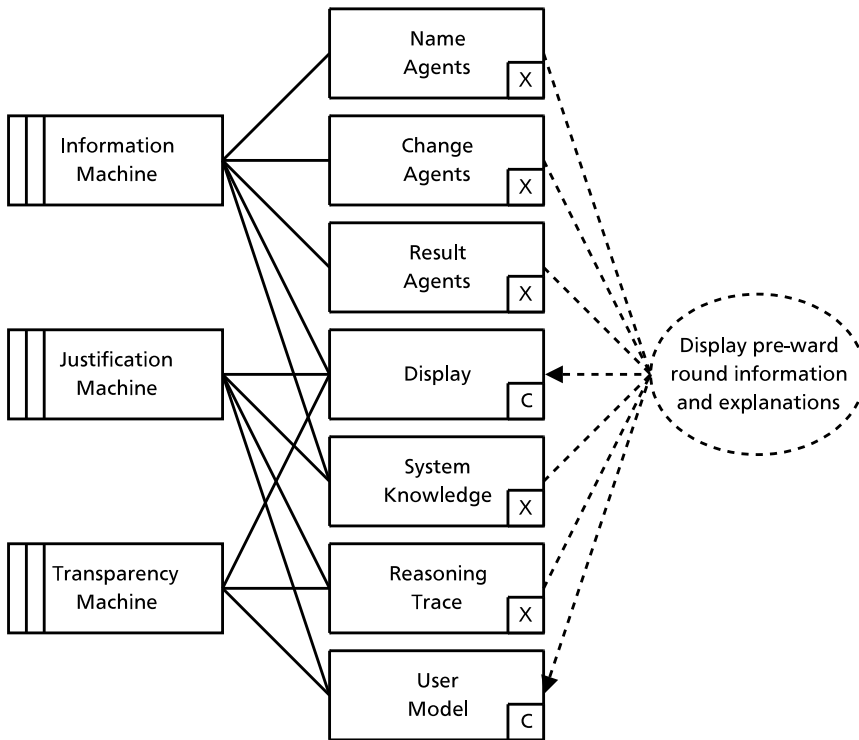 Name
Agents
X
Information
Machine
Change
Agents
X
Result
Agents
X
Justification
Machine
Display
C
Display pre-ward
round information
and explanations
System
Knowledge
X
Transparency
Machine
Reasoning
Trace
X
User
Model
C